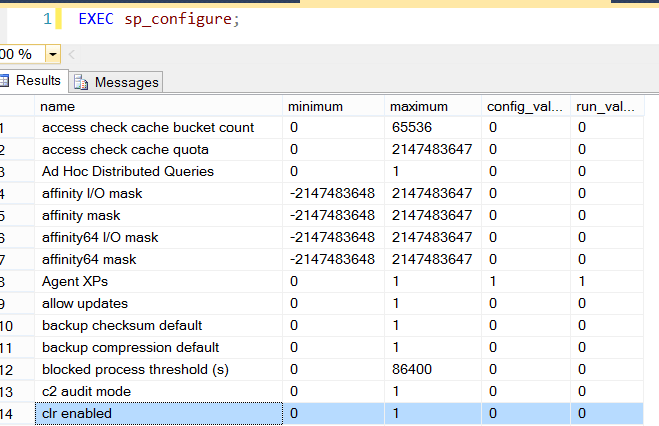 1 EXEC sp_configure;
00 %
Results Messages
name minimum maximum config_val... run_val...
1 access check cache bucket count 0 65536 0 0
2 access check cache quota 0 2147483647 0 0
3 Ad Hoc Distributed Queries 0 1 0 0
4 affinity I/O mask -2147483648 2147483647 0 0
5 affinity mask -2147483648 2147483647 0 0
6 affinity64 I/O mask -2147483648 2147483647 0 0
7 affinity64 mask -2147483648 2147483647 0 0
8 Agent XPs 0 1 1 1
9 allow updates 0 1 0 0
10 backup checksum default 0 1 0 0
11 backup compression default 0 1 0 0
12 blocked process threshold (s) 0 86400 0 0
13 c2 audit mode 0 1 0 0
14 clr enabled 0 1 0 0